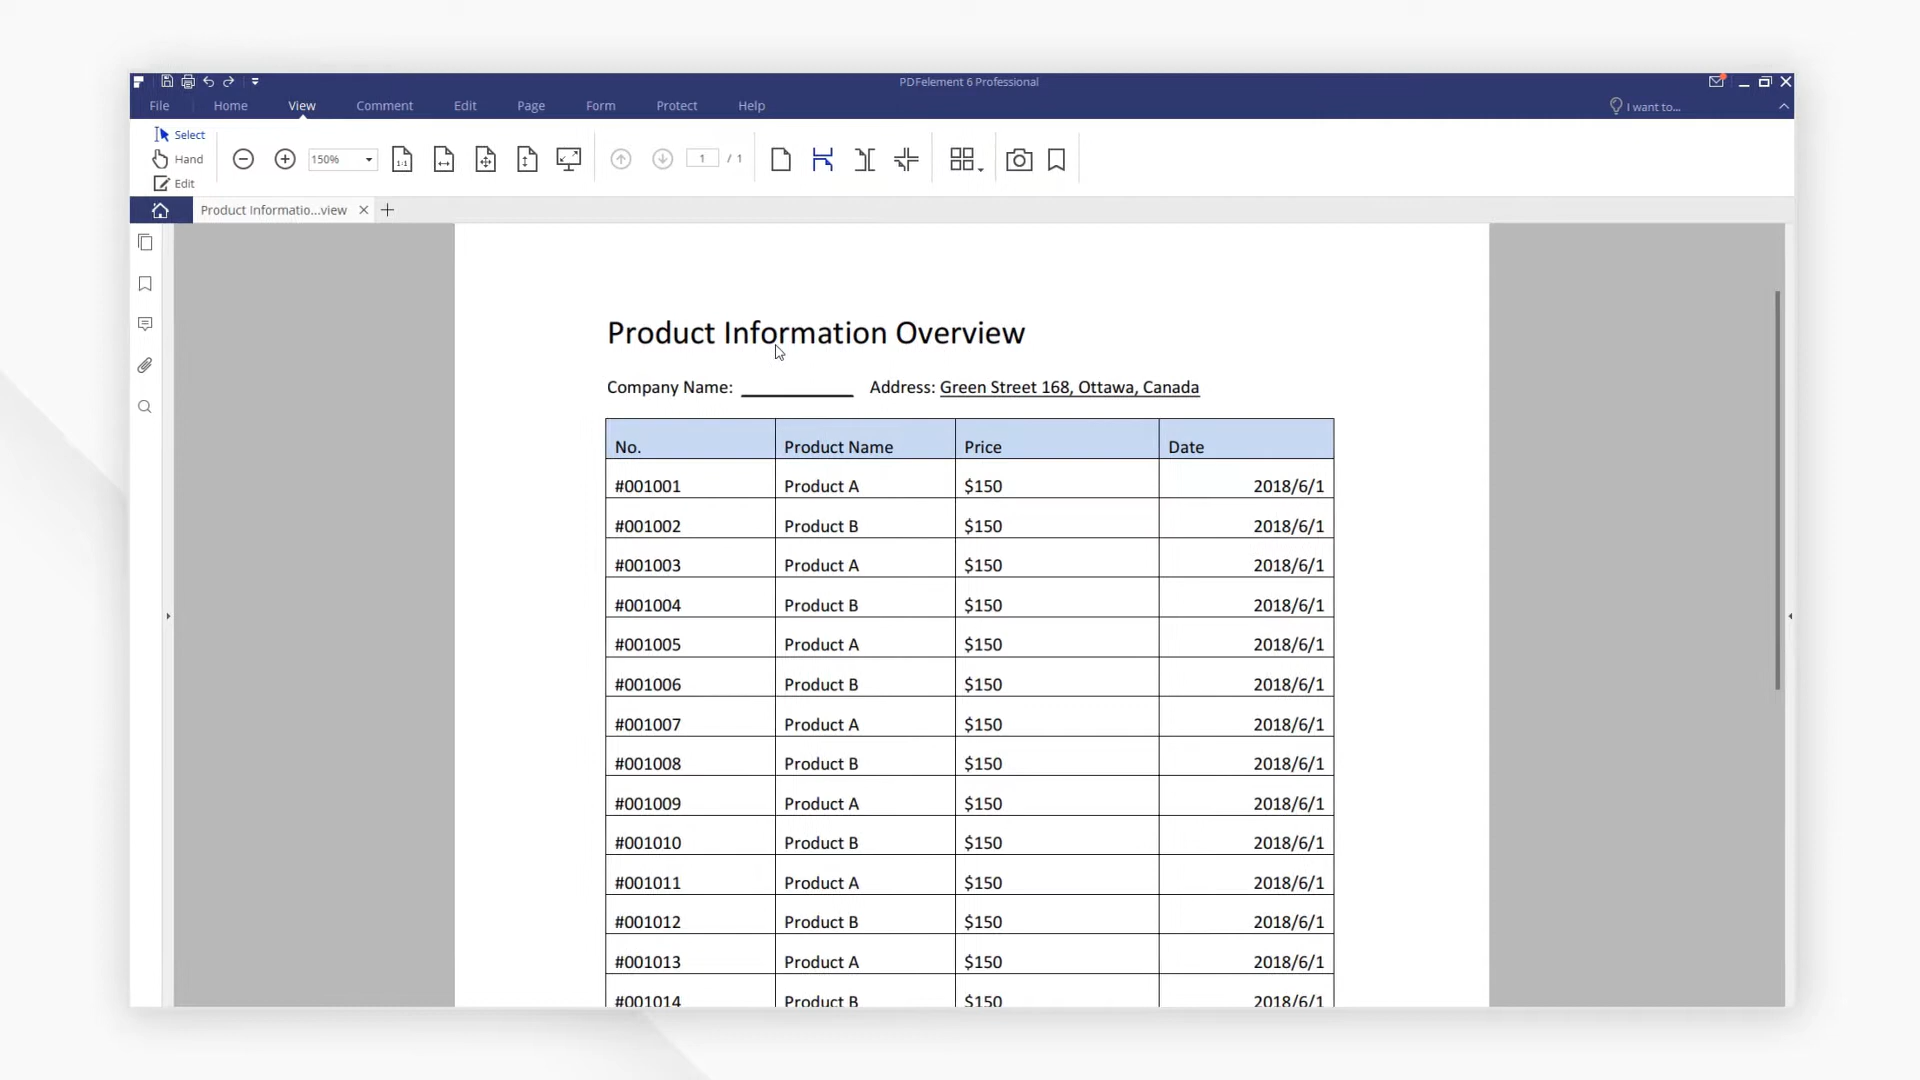 PDFelement 6 Professional
File Home View Comment Edit Page Form Protect Help I want to...
Select
Hand
Edit
150% 1:1 1 / 1
Product Informatio...view
Product Information Overview
Company Name: ____________ Address: Green Street 168, Ottawa, Canada
No. Product Name Price Date
#001001 Product A $150 2018/6/1
#001002 Product B $150 2018/6/1
#001003 Product A $150 2018/6/1
#001004 Product B $150 2018/6/1
#001005 Product A $150 2018/6/1
#001006 Product B $150 2018/6/1
#001007 Product A $150 2018/6/1
#001008 Product B $150 2018/6/1
#001009 Product A $150 2018/6/1
#001010 Product B $150 2018/6/1
#001011 Product A $150 2018/6/1
#001012 Product B $150 2018/6/1
#001013 Product A $150 2018/6/1
#001014 Product B $150 2018/6/1